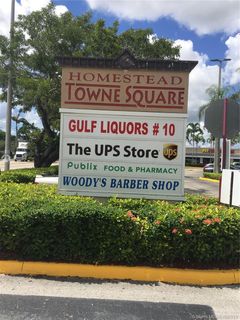 HOMESTEAD
TOWNE SQUARE
GULF LIQUORS # 10
The UPS Store ups
Publix FOOD & PHARMACY
WOODY'S BARBER SHOP